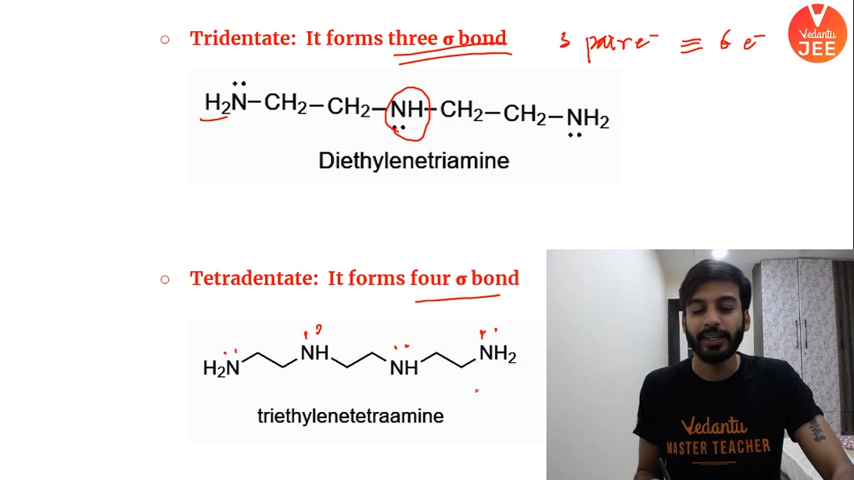 ○ Tridentate: It forms three σ bond 3 pair e⁻ ≡ 6 e⁻
Vedantu
JEE
H₂N–CH₂–CH₂–NH–CH₂–CH₂–NH₂
Diethylenetriamine
○ Tetradentate: It forms four σ bond
H₂N NH NH NH₂
triethylenetetraamine
Vedantu
MASTER TEACHER